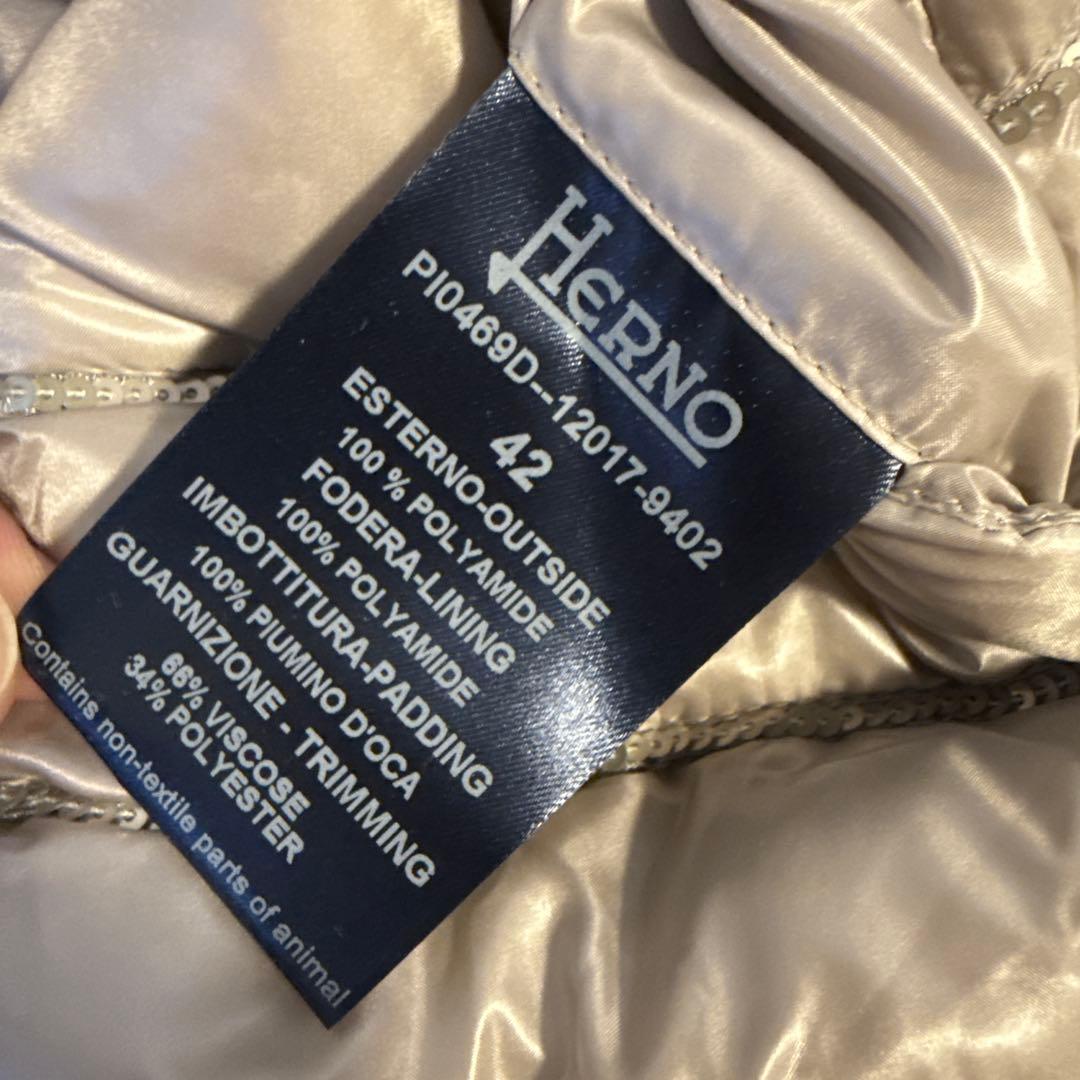 HERNO
PI0469D--12017-9402
42
ESTERNO-OUTSIDE
100 % POLYAMIDE
FODERA-LINING
100% POLYAMIDE
IMBOTTITURA-PADDING
100% PIUMINO D'OCA
GUARNIZIONE - TRIMMING
66% VISCOSE
34% POLYESTER
Contains non-textile parts of animal